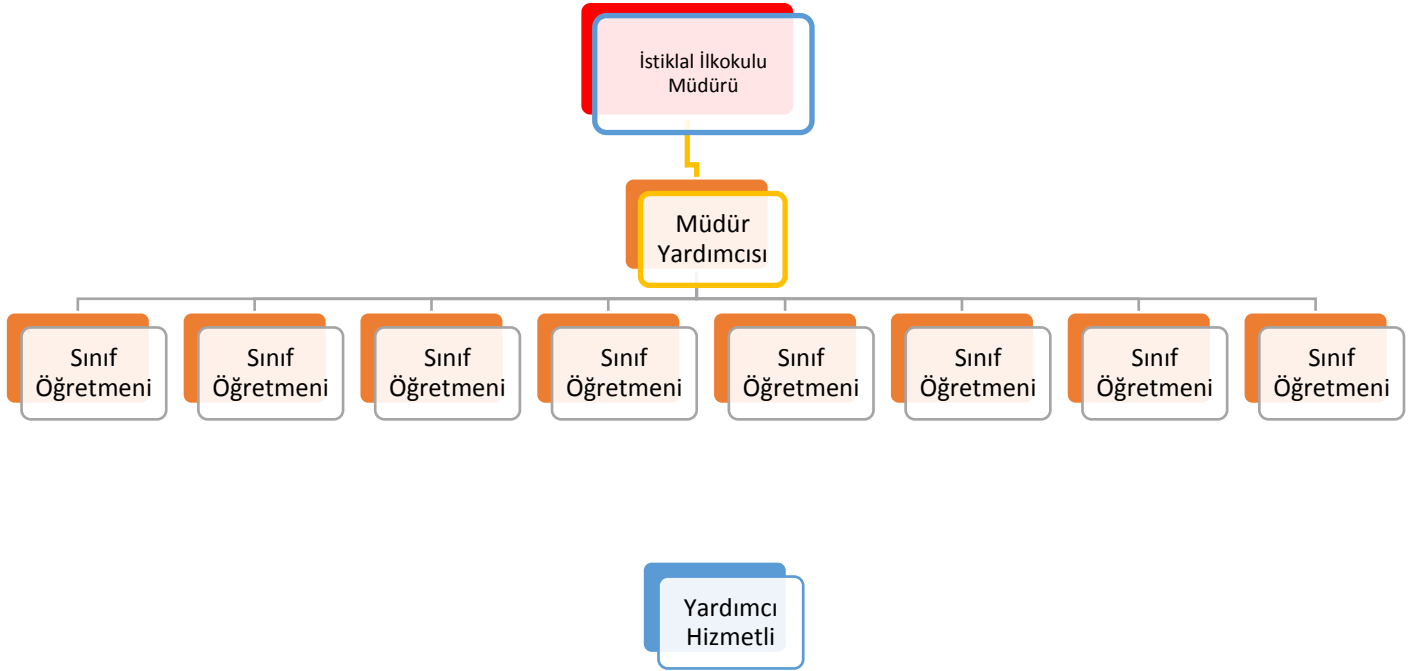 İstiklal İlkokulu
Müdürü
Müdür
Yardımcısı
Sınıf
Öğretmeni
Sınıf
Öğretmeni
Sınıf
Öğretmeni
Sınıf
Öğretmeni
Sınıf
Öğretmeni
Sınıf
Öğretmeni
Sınıf
Öğretmeni
Sınıf
Öğretmeni
Yardımcı
Hizmetli